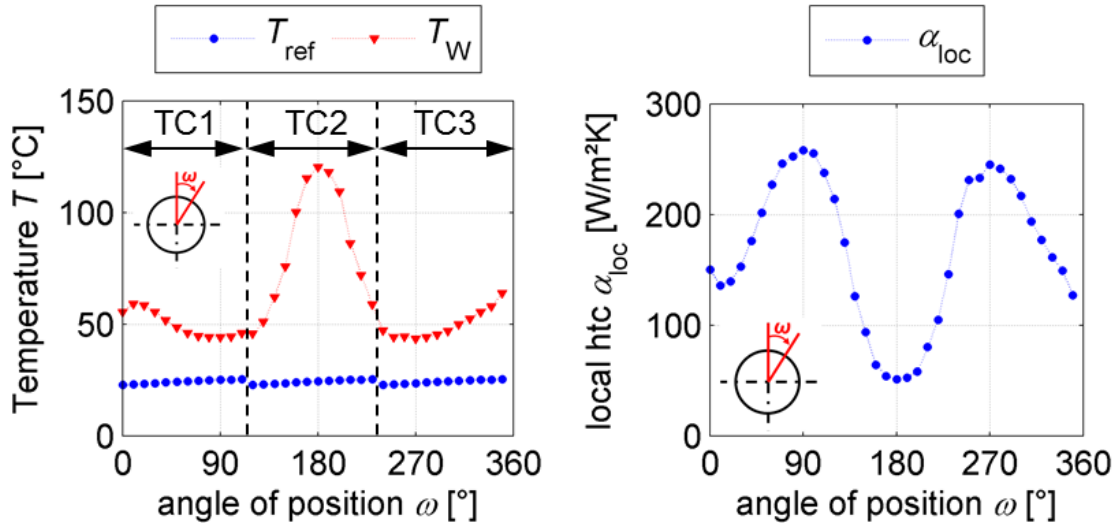 T_ref T_W
α_loc
Temperature T [°C]
150
100
50
0
TC1 TC2 TC3
ω
0 90 180 270 360
angle of position ω [°]
local htc α_loc [W/m²K]
300
200
100
0
ω
0 90 180 270 360
angle of position ω [°]